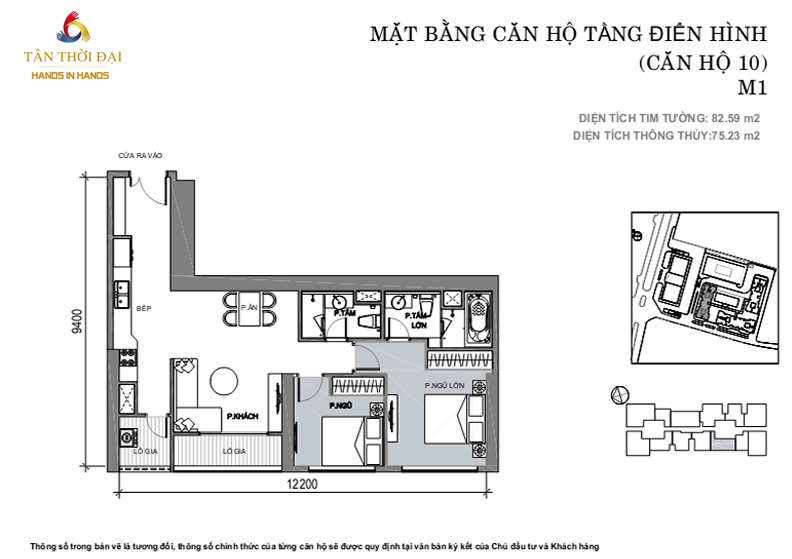 TÂN THỜI ĐẠI
HANDS IN HANDS
MẶT BẰNG CĂN HỘ TẦNG ĐIỂN HÌNH
(CĂN HỘ 10)
M1
DIỆN TÍCH TIM TƯỜNG: 82.59 m2
DIỆN TÍCH THÔNG THỦY:75.23 m2
CỬA RA VÀO
BẾP
P.ĂN
P.TẮM
P.TẮM
LỚN
9400
P.NGỦ LỚN
P.NGỦ
P.KHÁCH
LÔ GIA
LÔ GIA
12200
Thông số trong bản vẽ là tương đối, thông số chính thức của từng căn hộ sẽ được quy định tại văn bản ký kết của Chủ đầu tư và Khách hàng